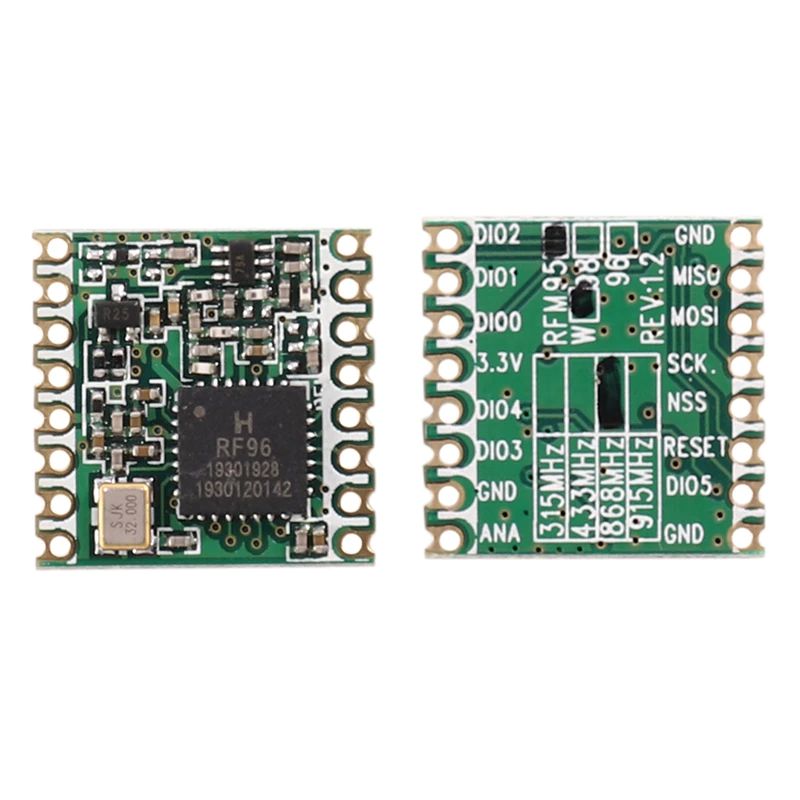 R25
79A
H
RF96
19301928
1930120142
SJK
32.000
DIO2
DIO1
DIO0
3.3V
DIO4
DIO3
GND
ANA
RFM95
98
96
W
REV:1.2
315MHz
433MHz
868MHz
915MHz
GND
MISO
MOSI
SCK.
NSS
RESET
DIO5
GND